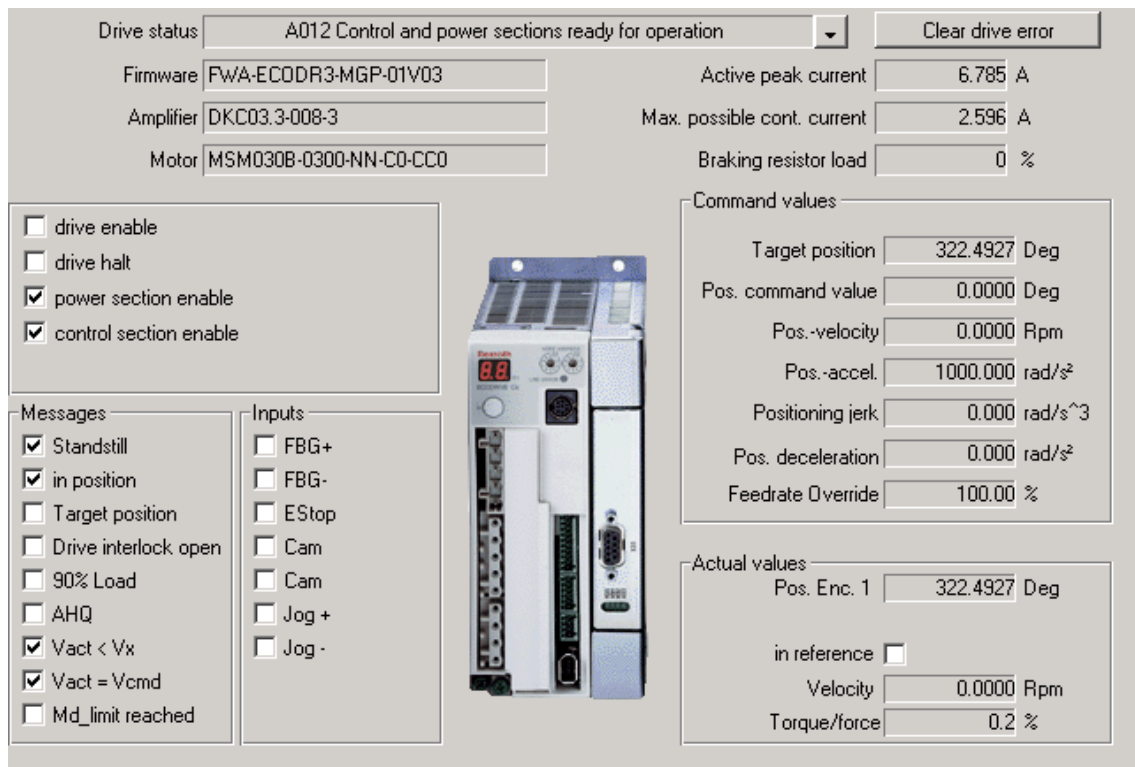 Drive status A012 Control and power sections ready for operation Clear drive error
Firmware FWA-ECODR3-MGP-01V03
Amplifier DKC03.3-008-3
Motor MSM030B-0300-NN-C0-CC0
Active peak current 6.785 A
Max. possible cont. current 2.596 A
Braking resistor load 0 %
drive enable
drive halt
power section enable
control section enable
Messages
Standstill
in position
Target position
Drive interlock open
90% Load
AHQ
Vact < Vx
Vact = Vcmd
Md_limit reached
Inputs
FBG+
FBG-
EStop
Cam
Cam
Jog +
Jog -
Rexroth
8.8.
Command values
Target position 322.4927 Deg
Pos. command value 0.0000 Deg
Pos.-velocity 0.0000 Rpm
Pos.-accel. 1000.000 rad/s²
Positioning jerk 0.000 rad/s^3
Pos. deceleration 0.000 rad/s²
Feedrate Override 100.00 %
Actual values
Pos. Enc. 1 322.4927 Deg
in reference
Velocity 0.0000 Rpm
Torque/force 0.2 %